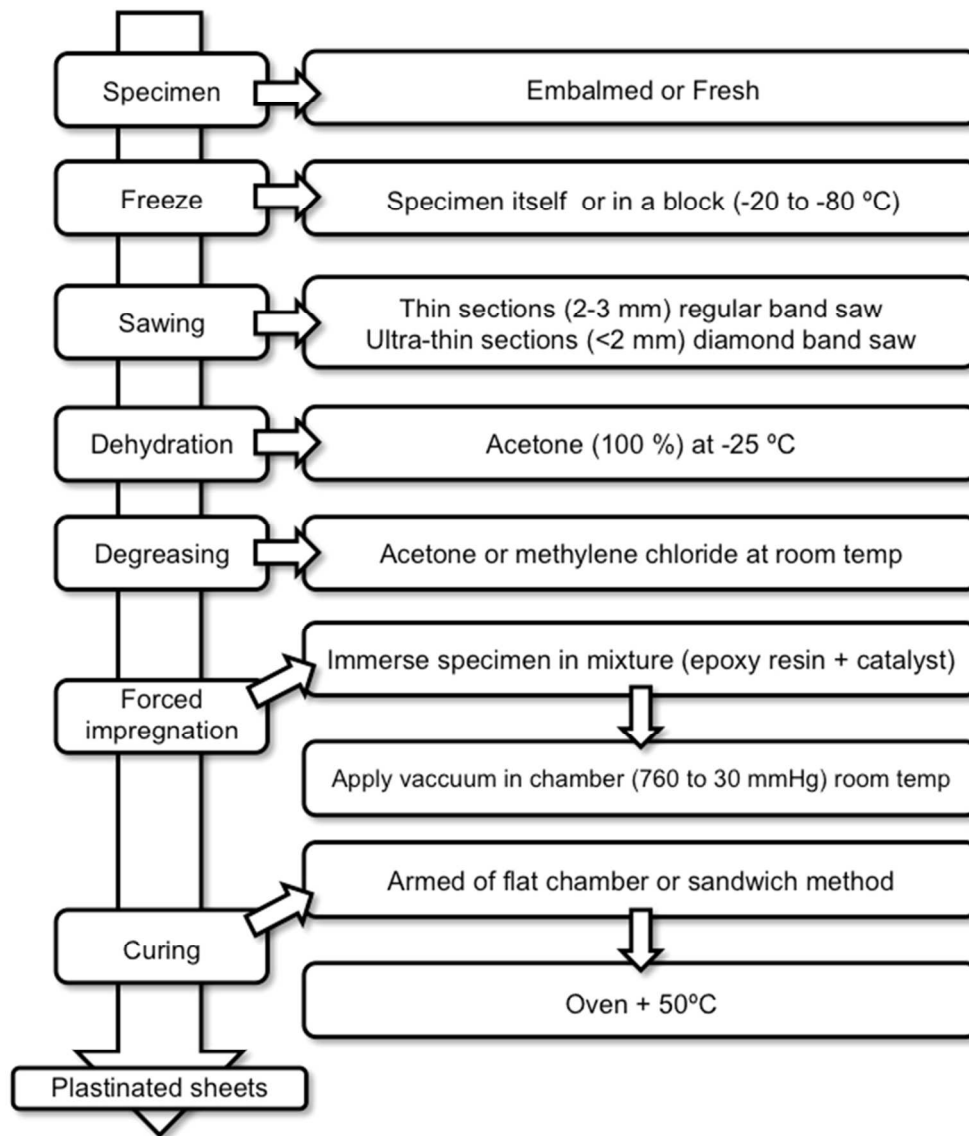 Specimen
Embalmed or Fresh
Freeze
Specimen itself or in a block (-20 to -80 ºC)
Sawing
Thin sections (2-3 mm) regular band saw
Ultra-thin sections (<2 mm) diamond band saw
Dehydration
Acetone (100 %) at -25 ºC
Degreasing
Acetone or methylene chloride at room temp
Forced
impregnation
Immerse specimen in mixture (epoxy resin + catalyst)
Apply vaccuum in chamber (760 to 30 mmHg) room temp
Curing
Armed of flat chamber or sandwich method
Oven + 50ºC
Plastinated sheets